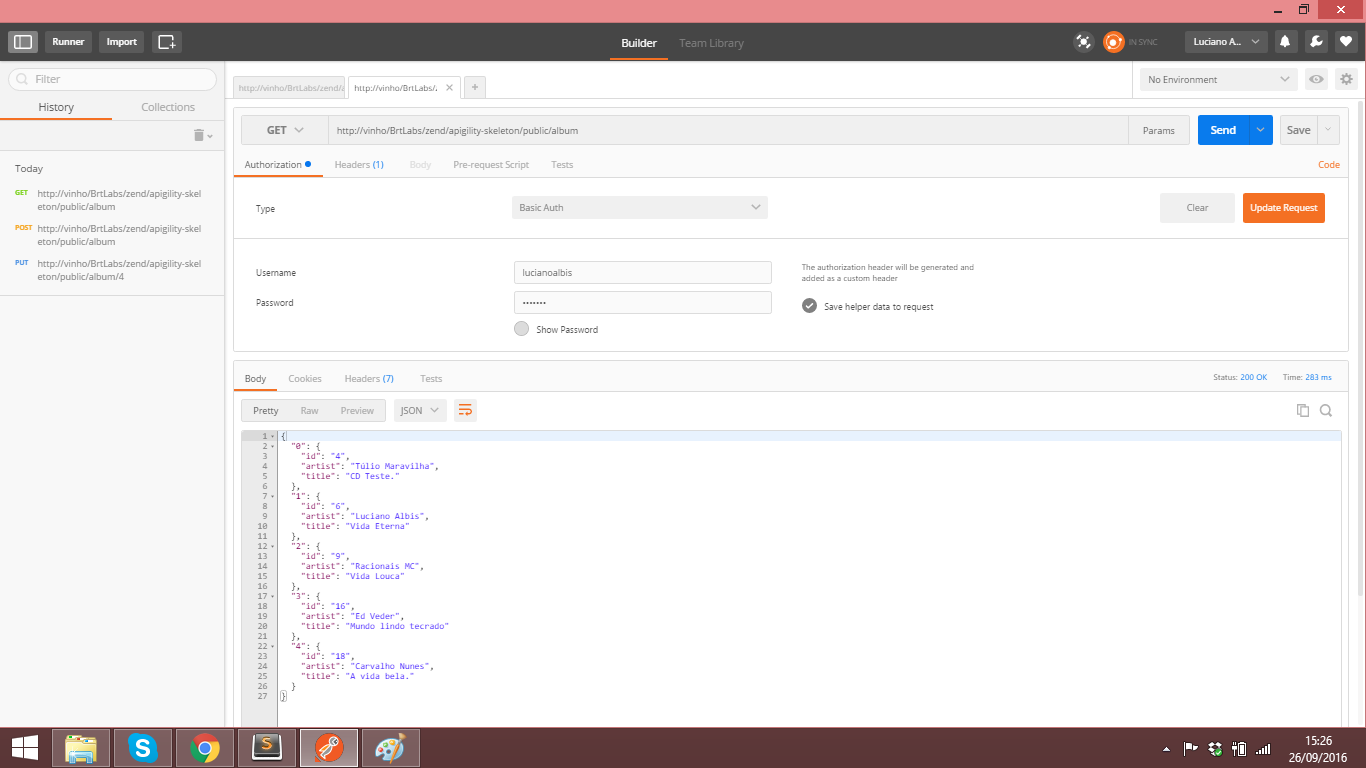 Runner
Import
Builder
Team Library
IN SYNC
Luciano A..
Filter
History
Collections
Today
GET http://vinho/BrtLabs/zend/apigility-skel
eton/public/album
POST http://vinho/BrtLabs/zend/apigility-skel
eton/public/album
PUT http://vinho/BrtLabs/zend/apigility-skel
eton/public/album/4
http://vinho/BrtLabs/zend/a
http://vinho/BrtLabs/
No Environment
GET
http://vinho/BrtLabs/zend/apigility-skeleton/public/album
Params
Send
Save
Authorization
Headers (1)
Body
Pre-request Script
Tests
Code
Type
Basic Auth
Clear
Update Request
Username
lucianoalbis
The authorization header will be generated and
added as a custom header
Password
•••••••
Save helper data to request
Show Password
Body
Cookies
Headers (7)
Tests
Status: 200 OK
Time: 283 ms
Pretty
Raw
Preview
JSON
1 {
2 "0": {
3 "id": "4",
4 "artist": "Túlio Maravilha",
5 "title": "CD Teste."
6 },
7 "1": {
8 "id": "6",
9 "artist": "Luciano Albis",
10 "title": "Vida Eterna"
11 },
12 "2": {
13 "id": "9",
14 "artist": "Racionais MC",
15 "title": "Vida Louca"
16 },
17 "3": {
18 "id": "16",
19 "artist": "Ed Veder",
20 "title": "Mundo lindo tecrado"
21 },
22 "4": {
23 "id": "18",
24 "artist": "Carvalho Nunes",
25 "title": "A vida bela."
26 }
27 }
15:26
26/09/2016